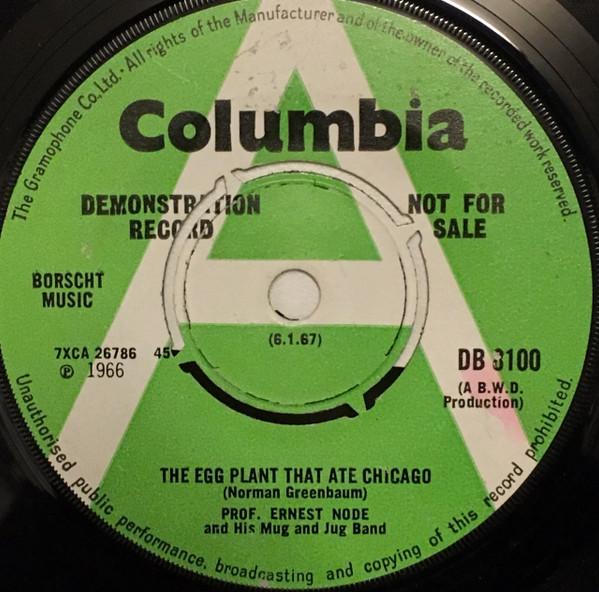 The Gramophone Co.Ltd. · All rights of the Manufacturer and of the owner of the recorded work reserved.
Columbia
DEMONSTRATION
RECORD
NOT FOR
SALE
BORSCHT
MUSIC
(6.1.67)
7XCA 26786 45
℗ 1966
DB 8100
(A B.W.D.
Production)
THE EGG PLANT THAT ATE CHICAGO
(Norman Greenbaum)
PROF. ERNEST NODE
and His Mug and Jug Band
Unauthorised public performance, broadcasting and copying of this record prohibited.